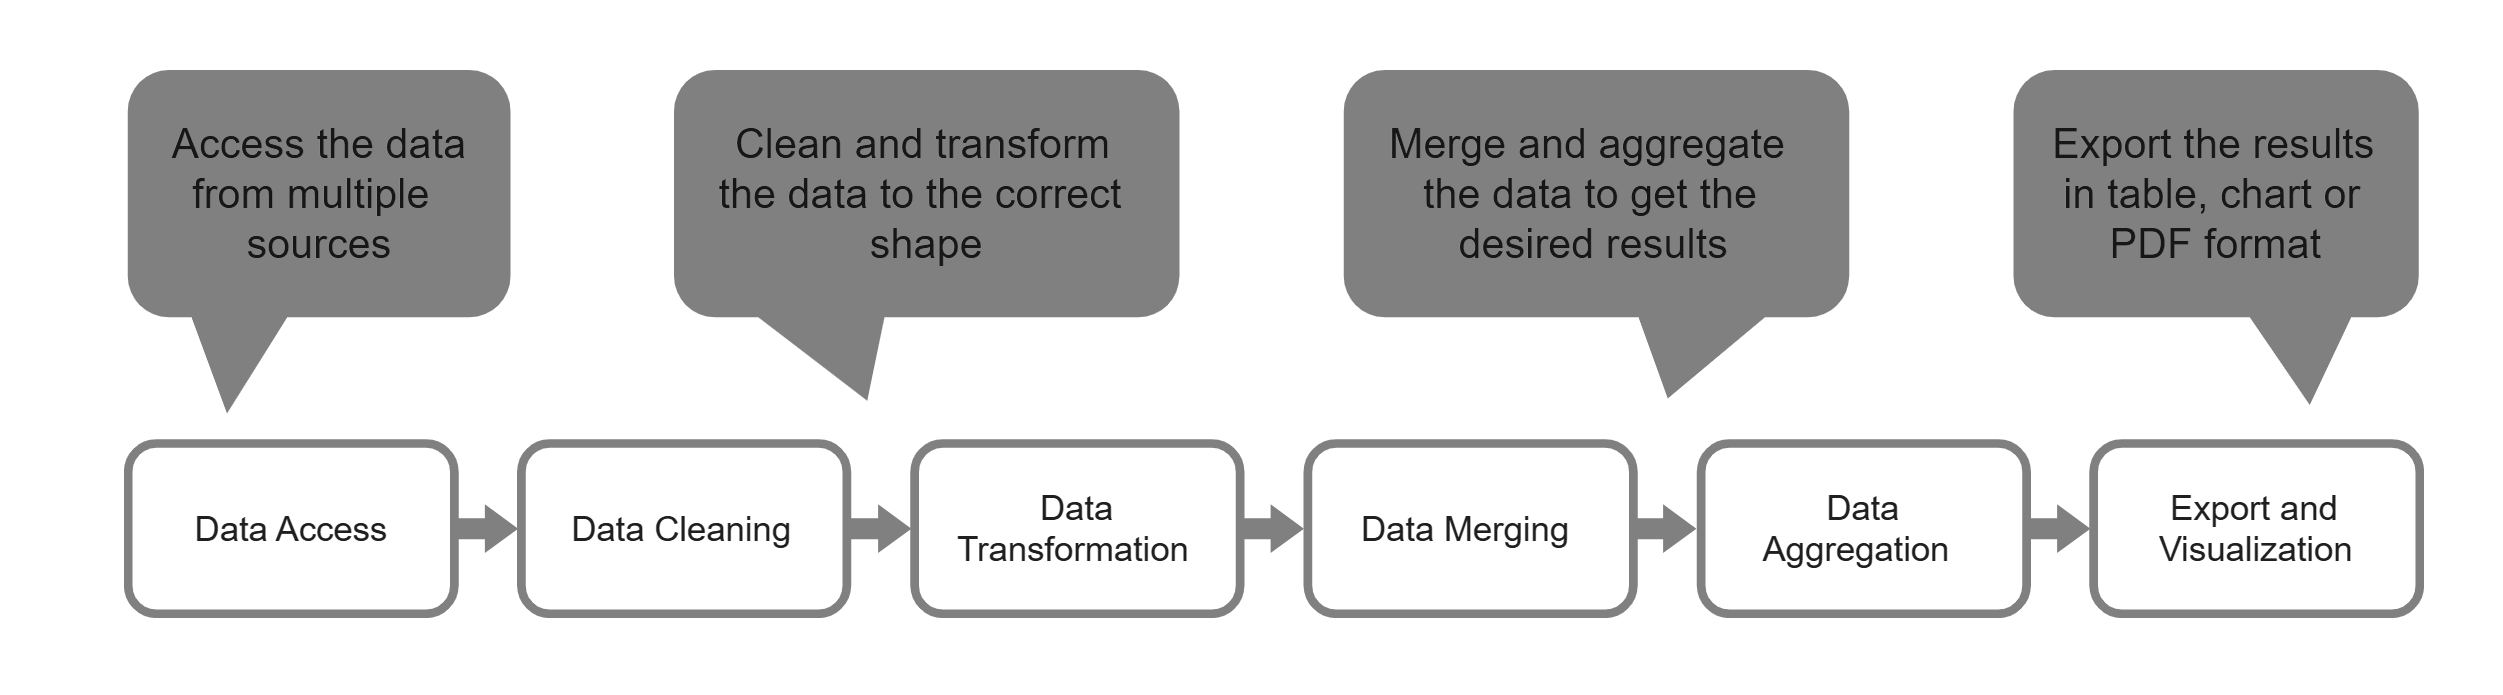 Access the data
from multiple
sources
Clean and transform
the data to the correct
shape
Merge and aggregate
the data to get the
desired results
Export the results
in table, chart or
PDF format
Data Access
Data Cleaning
Data
Transformation
Data Merging
Data
Aggregation
Export and
Visualization